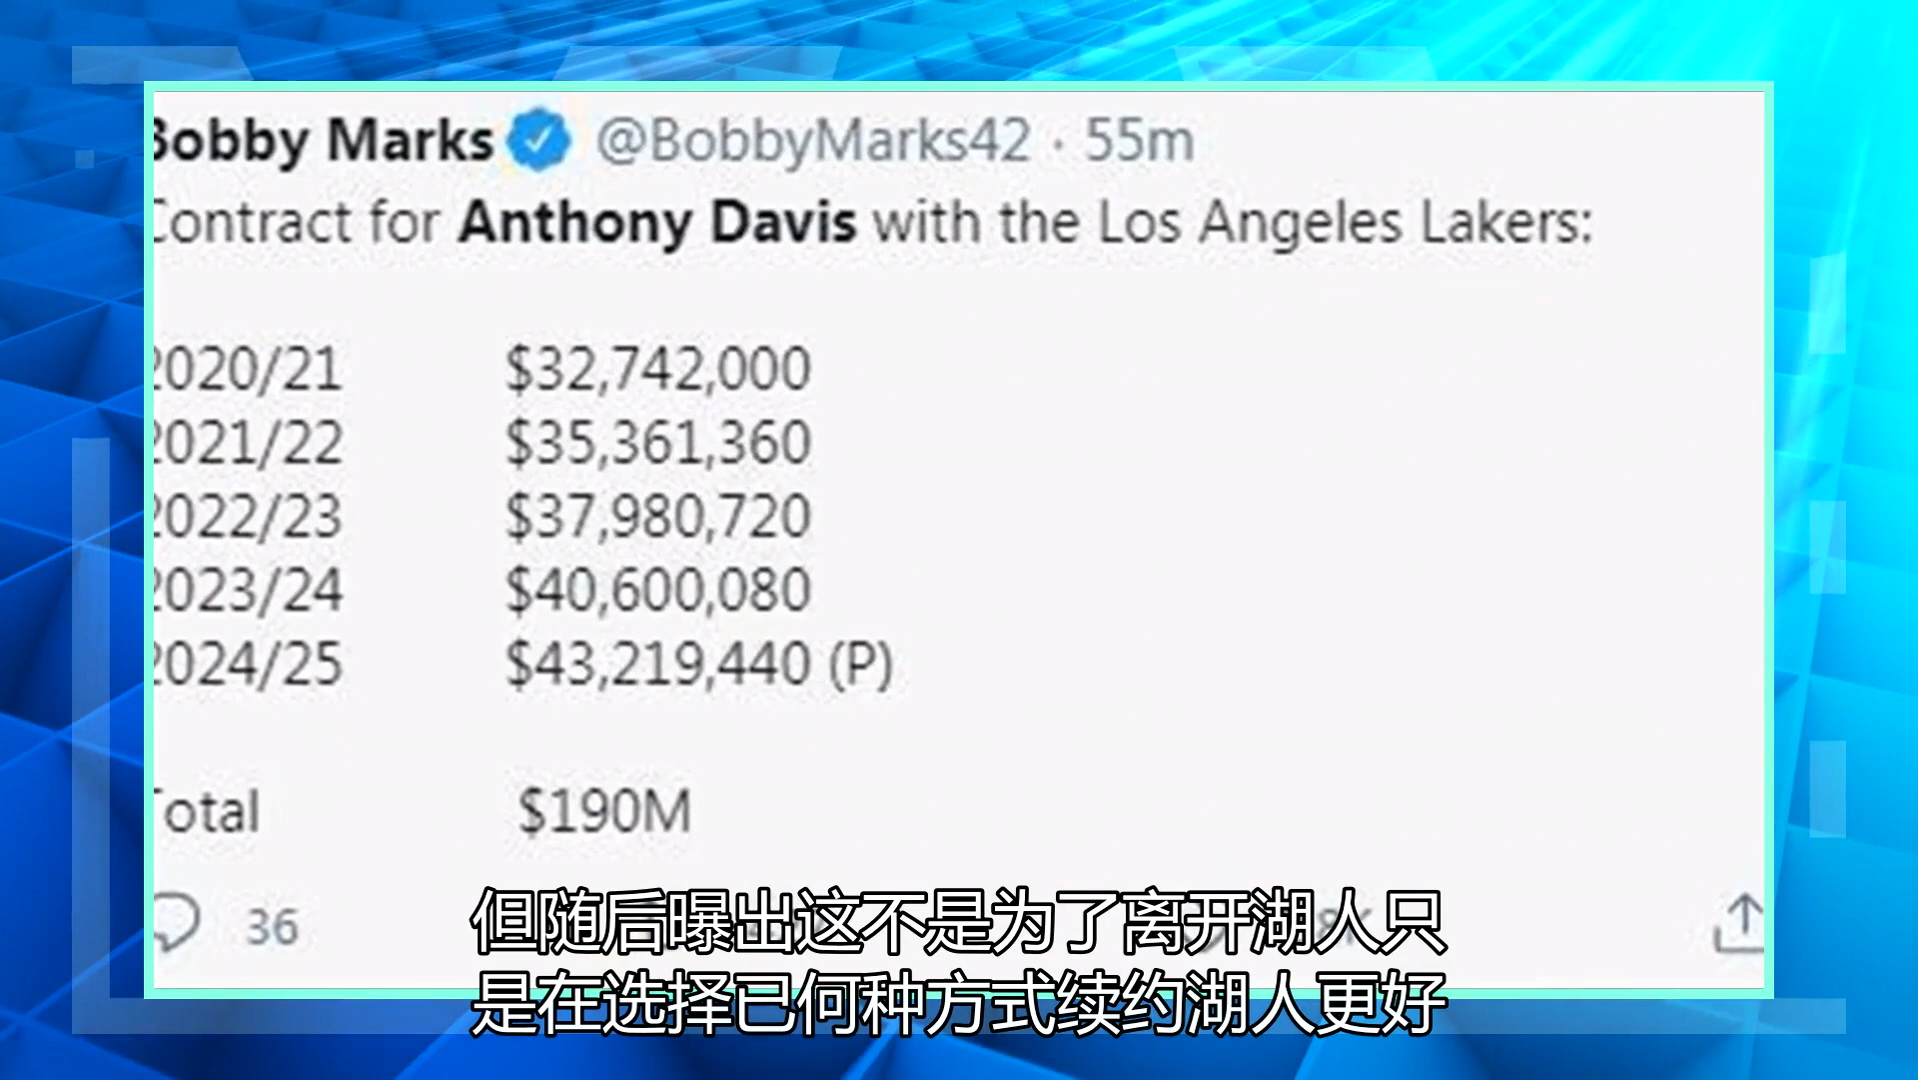 Bobby Marks @BobbyMarks42 · 55m
Contract for Anthony Davis with the Los Angeles Lakers:
2020/21 $32,742,000
2021/22 $35,361,360
2022/23 $37,980,720
2023/24 $40,600,080
2024/25 $43,219,440 (P)
Total $190M
36
但随后曝出这不是为了离开湖人只
是在选择已何种方式续约湖人更好